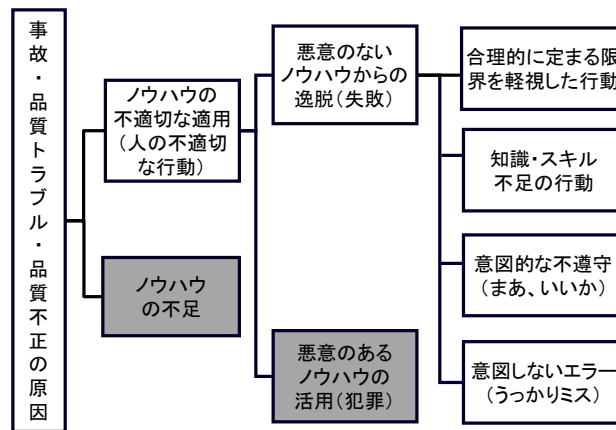 事故・品質トラブル・品質不正の原因
ノウハウの
不適切な適用
(人の不適切
な行動)
ノウハウ
の不足
悪意のない
ノウハウからの
逸脱(失敗)
悪意のある
ノウハウの
活用(犯罪)
合理的に定まる限
界を軽視した行動
知識・スキル
不足の行動
意図的な不遵守
(まあ、いいか)
意図しないエラー
(うっかりミス)